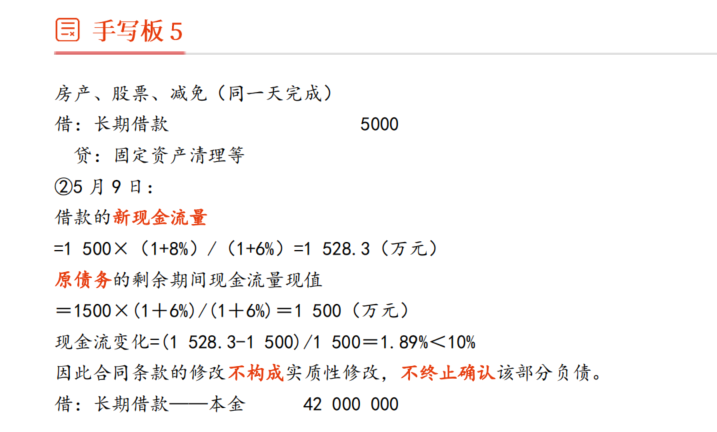 手写板 5
房产、股票、减免（同一天完成）
借：长期借款 5000
贷：固定资产清理等
②5 月 9 日：
借款的新现金流量
=1 500×（1+8%）/（1+6%）=1 528.3（万元）
原债务的剩余期间现金流量现值
＝1500×(1＋6%)/(1＋6%)＝1 500（万元）
现金流变化=(1 528.3-1 500)/1 500＝1.89%＜10%
因此合同条款的修改不构成实质性修改，不终止确认该部分负债。
借：长期借款——本金 42 000 000